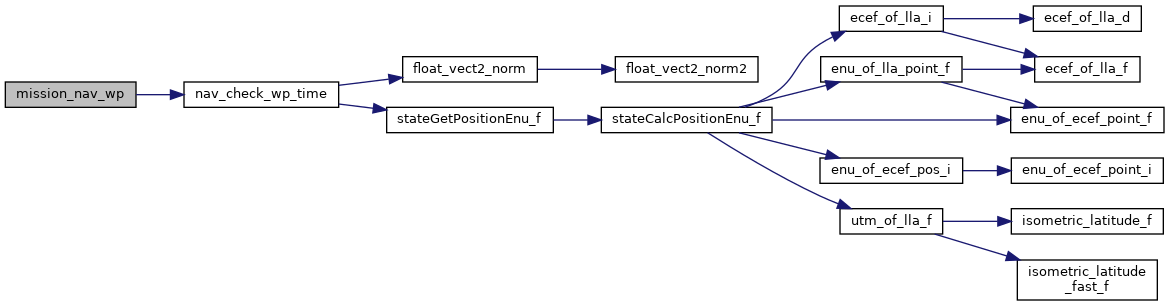 mission_nav_wp
nav_check_wp_time
float_vect2_norm
float_vect2_norm2
stateGetPositionEnu_f
stateCalcPositionEnu_f
ecef_of_lla_i
ecef_of_lla_d
enu_of_lla_point_f
ecef_of_lla_f
enu_of_ecef_point_f
enu_of_ecef_pos_i
enu_of_ecef_point_i
utm_of_lla_f
isometric_latitude_f
isometric_latitude
_fast_f